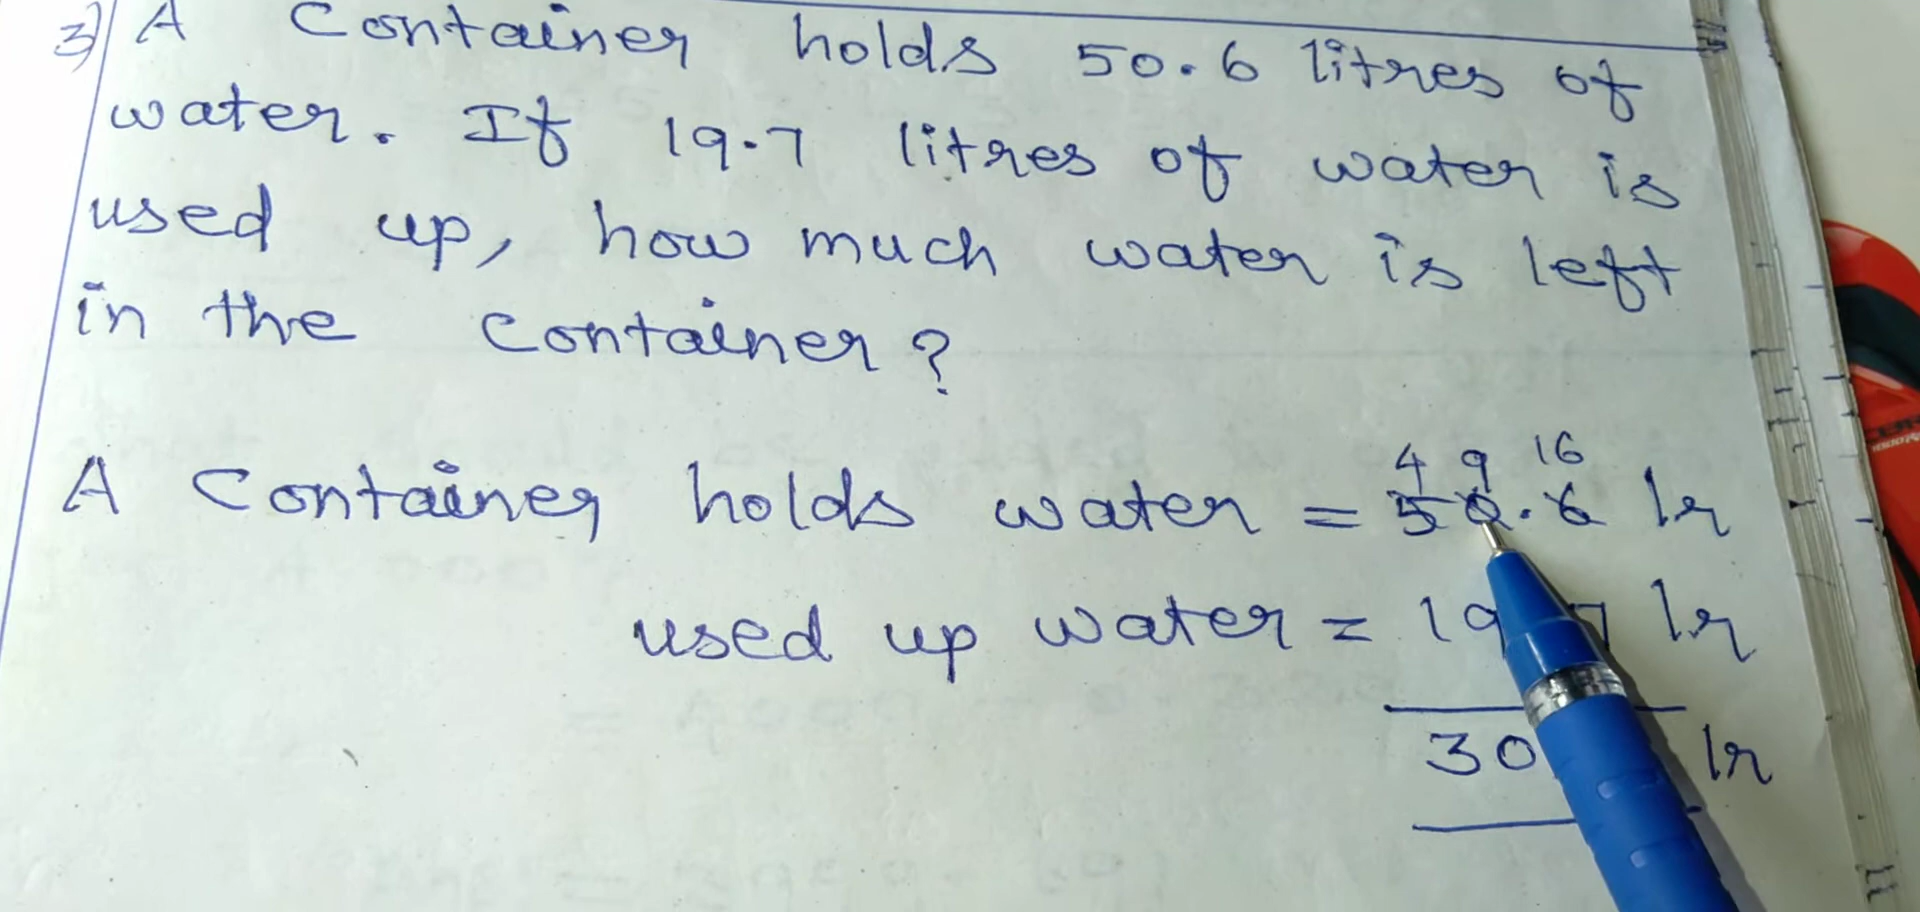 3) A Container holds 50.6 litres of
water. If 19.7 litres of water is
used up, how much water is left
in the Container?
4 9 16
A Container holds water = 50.6 lr
used up water = 19 7 lr
30 lr